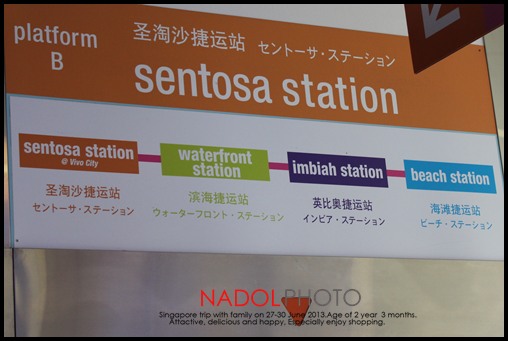 platform
B
圣淘沙捷运站 セントーサ・ステーション
sentosa station
sentosa station
@ Vivo City
圣淘沙捷运站
セントーサ・ステーション
waterfront
station
滨海捷运站
ウォーターフロント・ステーション
imbiah station
英比奥捷运站
インビア・ステーション
beach station
海滩捷运站
ビーチ・ステーション
NADOLPHOTO
Singapore trip with family on 27-30 June 2013.Age of 2 year 3 months.
Attactive, delicious and happy, Especially enjoy shopping.